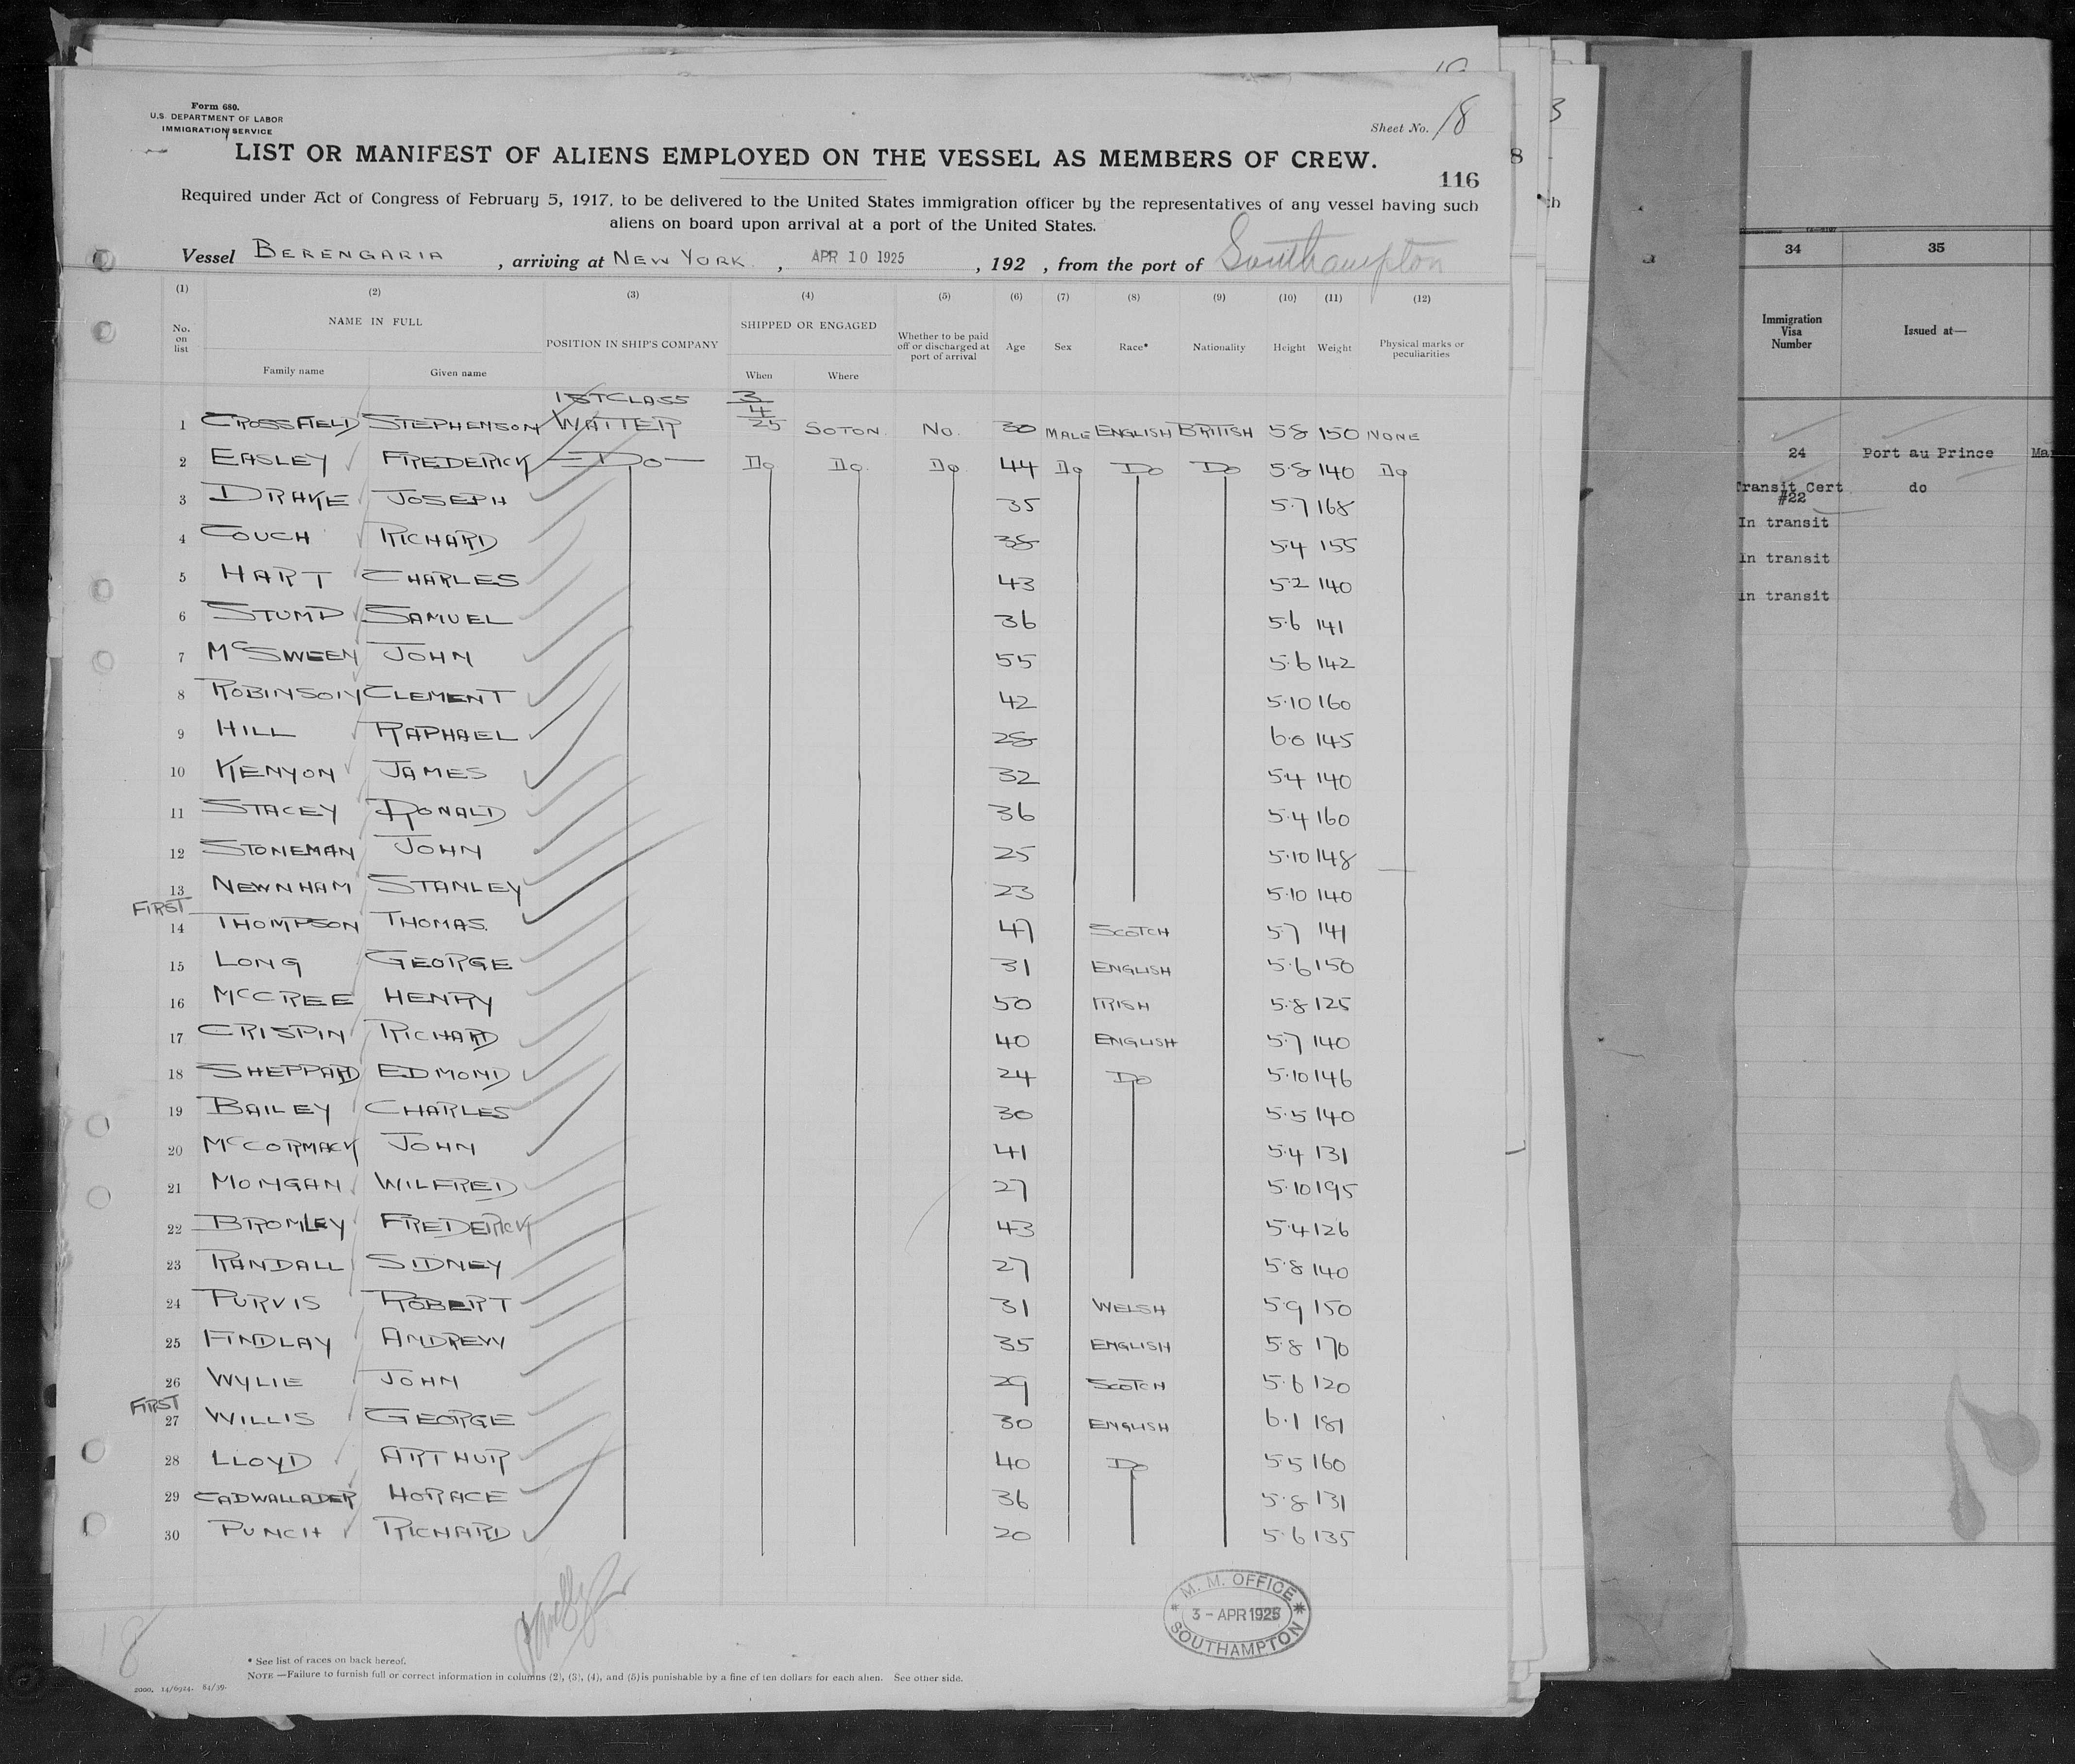 Form 680.
U.S. DEPARTMENT OF LABOR
IMMIGRATION SERVICE
Sheet No. 18
LIST OR MANIFEST OF ALIENS EMPLOYED ON THE VESSEL AS MEMBERS OF CREW.
116
Required under Act of Congress of February 5, 1917, to be delivered to the United States immigration officer by the representatives of any vessel having such
aliens on board upon arrival at a port of the United States.
Vessel BERENGARIA , arriving at NEW YORK , APR 10 1925 , 192 , from the port of Southampton
(1) (2) (3) (4) (5) (6) (7) (8) (9) (10) (11) (12)
No. on list NAME IN FULL POSITION IN SHIP'S COMPANY SHIPPED OR ENGAGED Whether to be paid off or discharged at port of arrival Age Sex Race* Nationality Height Weight Physical marks or peculiarities
Family name Given name When Where
1 CROSSFIELD STEPHENSON 1ST CLASS WAITER 3/4/25 SOTON. NO. 30 MALE ENGLISH BRITISH 5·8 150 NONE
2 EASLEY FREDERICK —DO— DO DO. DO 44 DO DO DO 5·8 140 DO
3 DRAKE JOSEPH 35 5·7 168
4 COUCH RICHARD 38 5·4 155
5 HART CHARLES 43 5·2 140
6 STUMP SAMUEL 36 5·6 141
7 McSWEEN JOHN 55 5·6 142
8 ROBINSON CLEMENT 42 5·10 160
9 HILL RAPHAEL 28 6·0 145
10 KENYON JAMES 32 5·4 140
11 STACEY RONALD 36 5·4 160
12 STONEMAN JOHN 25 5·10 148
13 NEWNHAM STANLEY 23 5·10 140
FIRST
14 THOMPSON THOMAS. 47 SCOTCH 5·7 141
15 LONG GEORGE 31 ENGLISH 5·6 150
16 McCREE HENRY 50 IRISH 5·8 125
17 CRISPIN RICHARD 40 ENGLISH 5·7 140
18 SHEPPARD EDMOND 24 DO 5·10 146
19 BAILEY CHARLES 30 5·5 140
20 McCORMACK JOHN 41 5·4 131
21 MONGAN WILFRED 27 5·10 195
22 BROMLEY FREDERICK 43 5·4 126
23 RANDALL SIDNEY 27 5·8 140
24 PURVIS ROBERT 31 WELSH 5·9 150
25 FINDLAY ANDREW 35 ENGLISH 5·8 170
26 WYLIE JOHN 29 SCOTCH 5·6 120
FIRST
27 WILLIS GEORGE 30 ENGLISH 6·1 181
28 LLOYD ARTHUR 40 DO 5·5 160
29 CADWALLADER HORACE 36 5·8 131
30 PUNCH RICHARD 20 5·6 135
M. M. OFFICE
3 - APR 1925
SOUTHAMPTON
18
* See list of races on back hereof.
NOTE —Failure to furnish full or correct information in columns (2), (3), (4), and (5) is punishable by a fine of ten dollars for each alien. See other side.
2000. 14/6924. 84/39.
34 35
Immigration Visa Number Issued at—
24 Port au Prince
Transit Cert #22 do
In transit
In transit
in transit